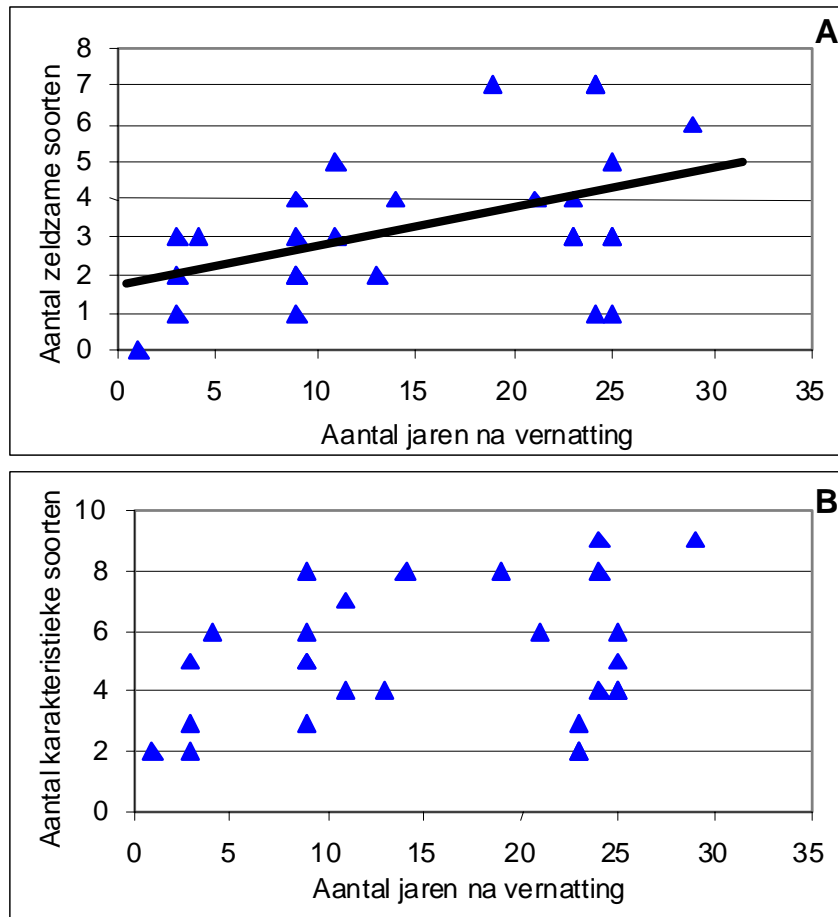 A
8
7
6
5
4
3
2
1
0
Aantal zeldzame soorten
0 5 10 15 20 25 30 35
Aantal jaren na vernatting
B
10
8
6
4
2
0
Aantal karakteristieke soorten
0 5 10 15 20 25 30 35
Aantal jaren na vernatting